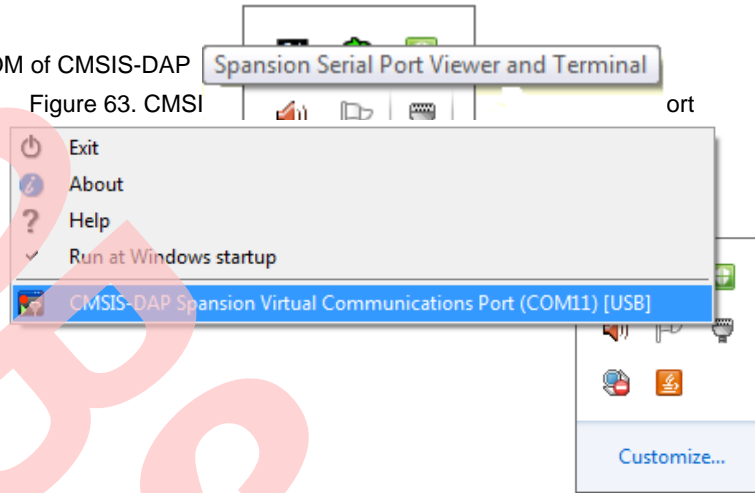 OM of CMSIS-DAP
Spansion Serial Port Viewer and Terminal
Figure 63. CMSI ort
Exit
About
Help
Run at Windows startup
CMSIS-DAP Spansion Virtual Communications Port (COM11) [USB]
Customize...